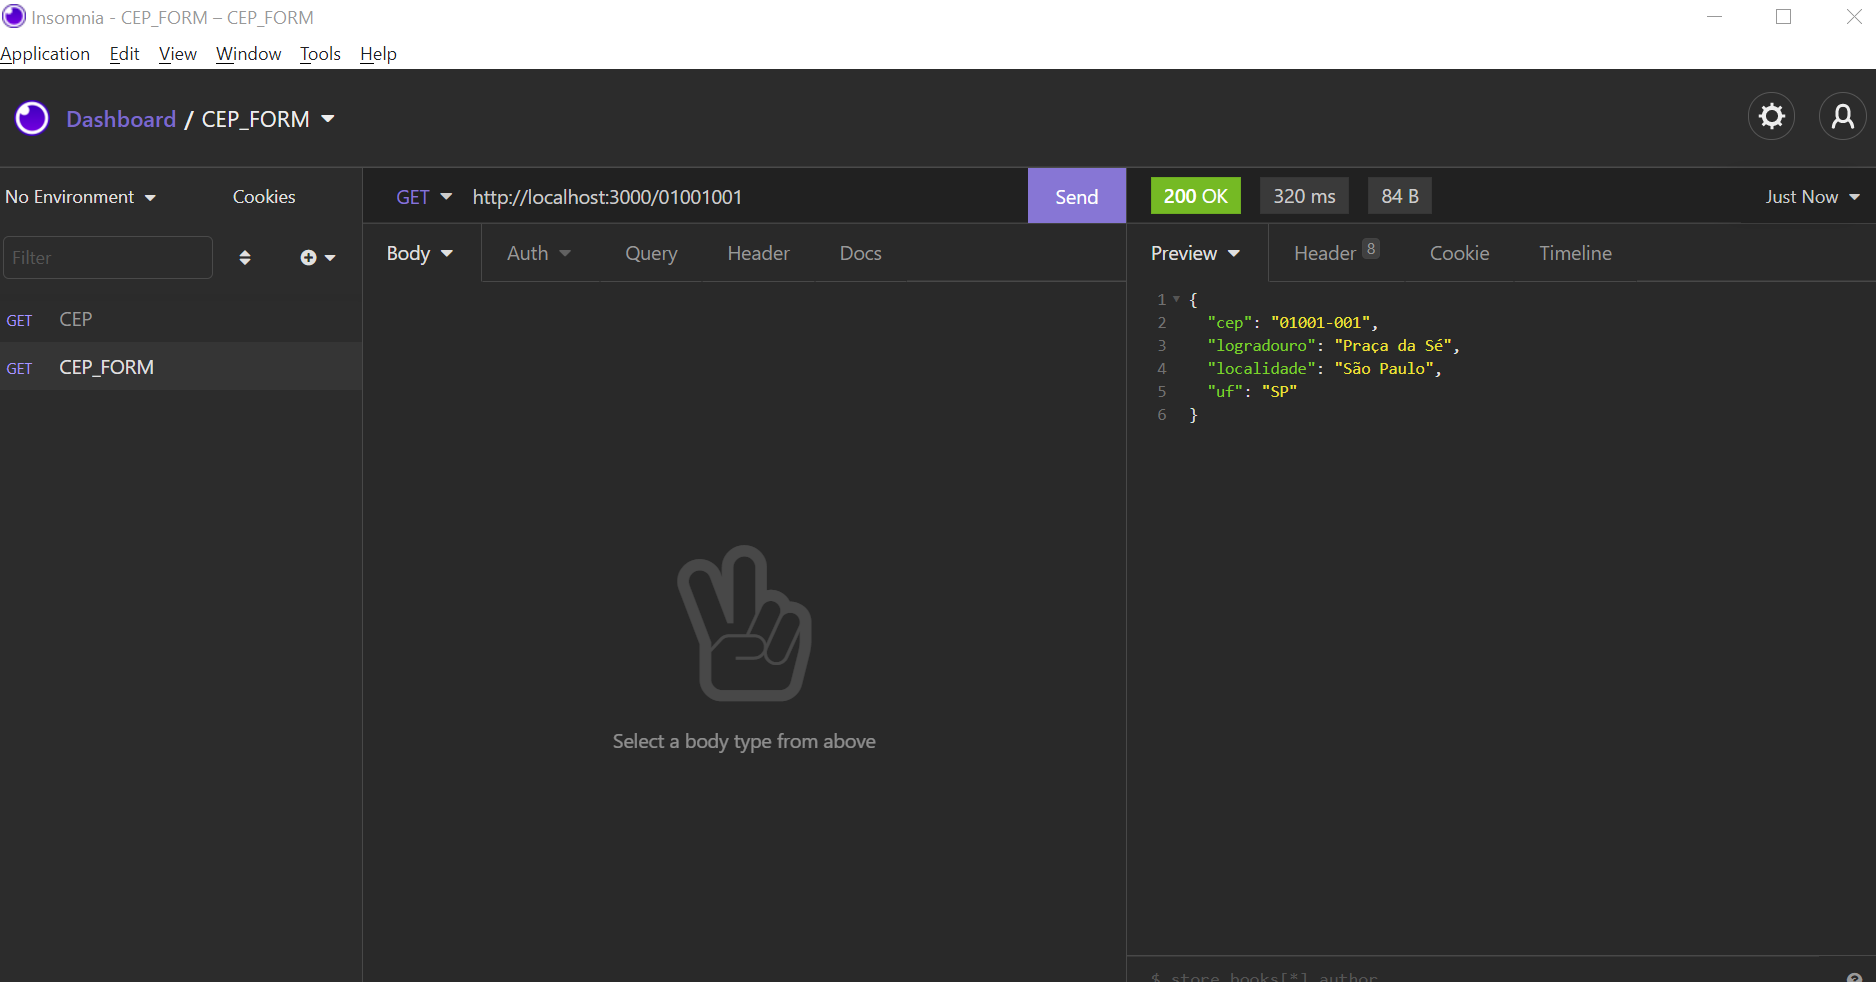 Insomnia - CEP_FORM – CEP_FORM
Application Edit View Window Tools Help
Dashboard / CEP_FORM
No Environment Cookies
Filter
GET CEP
GET CEP_FORM
GET http://localhost:3000/01001001 Send
Body Auth Query Header Docs
Select a body type from above
200 OK 320 ms 84 B Just Now
Preview Header 8 Cookie Timeline
1 {
2 "cep": "01001-001",
3 "logradouro": "Praça da Sé",
4 "localidade": "São Paulo",
5 "uf": "SP"
6 }
$.store.books[*].author